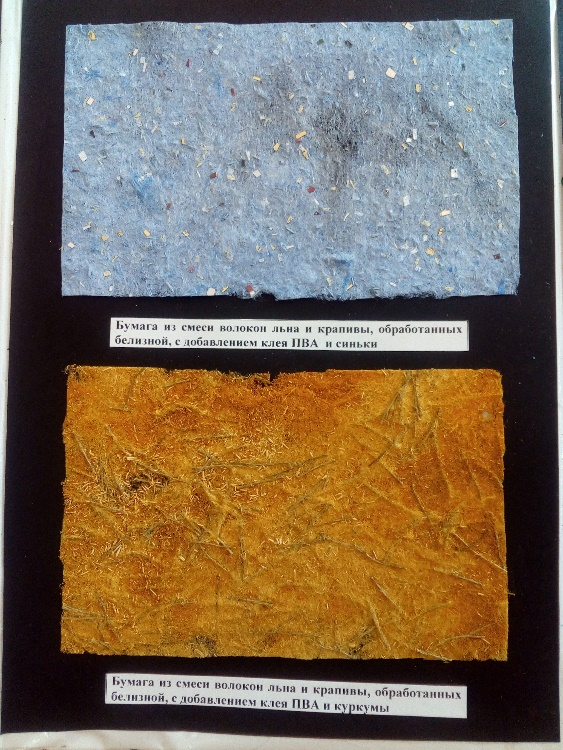 Бумага из смеси волокон льна и крапивы, обработанных
белизной, с добавлением клея ПВА и синьки
Бумага из смеси волокон льна и крапивы, обработанных
белизной, с добавлением клея ПВА и куркумы